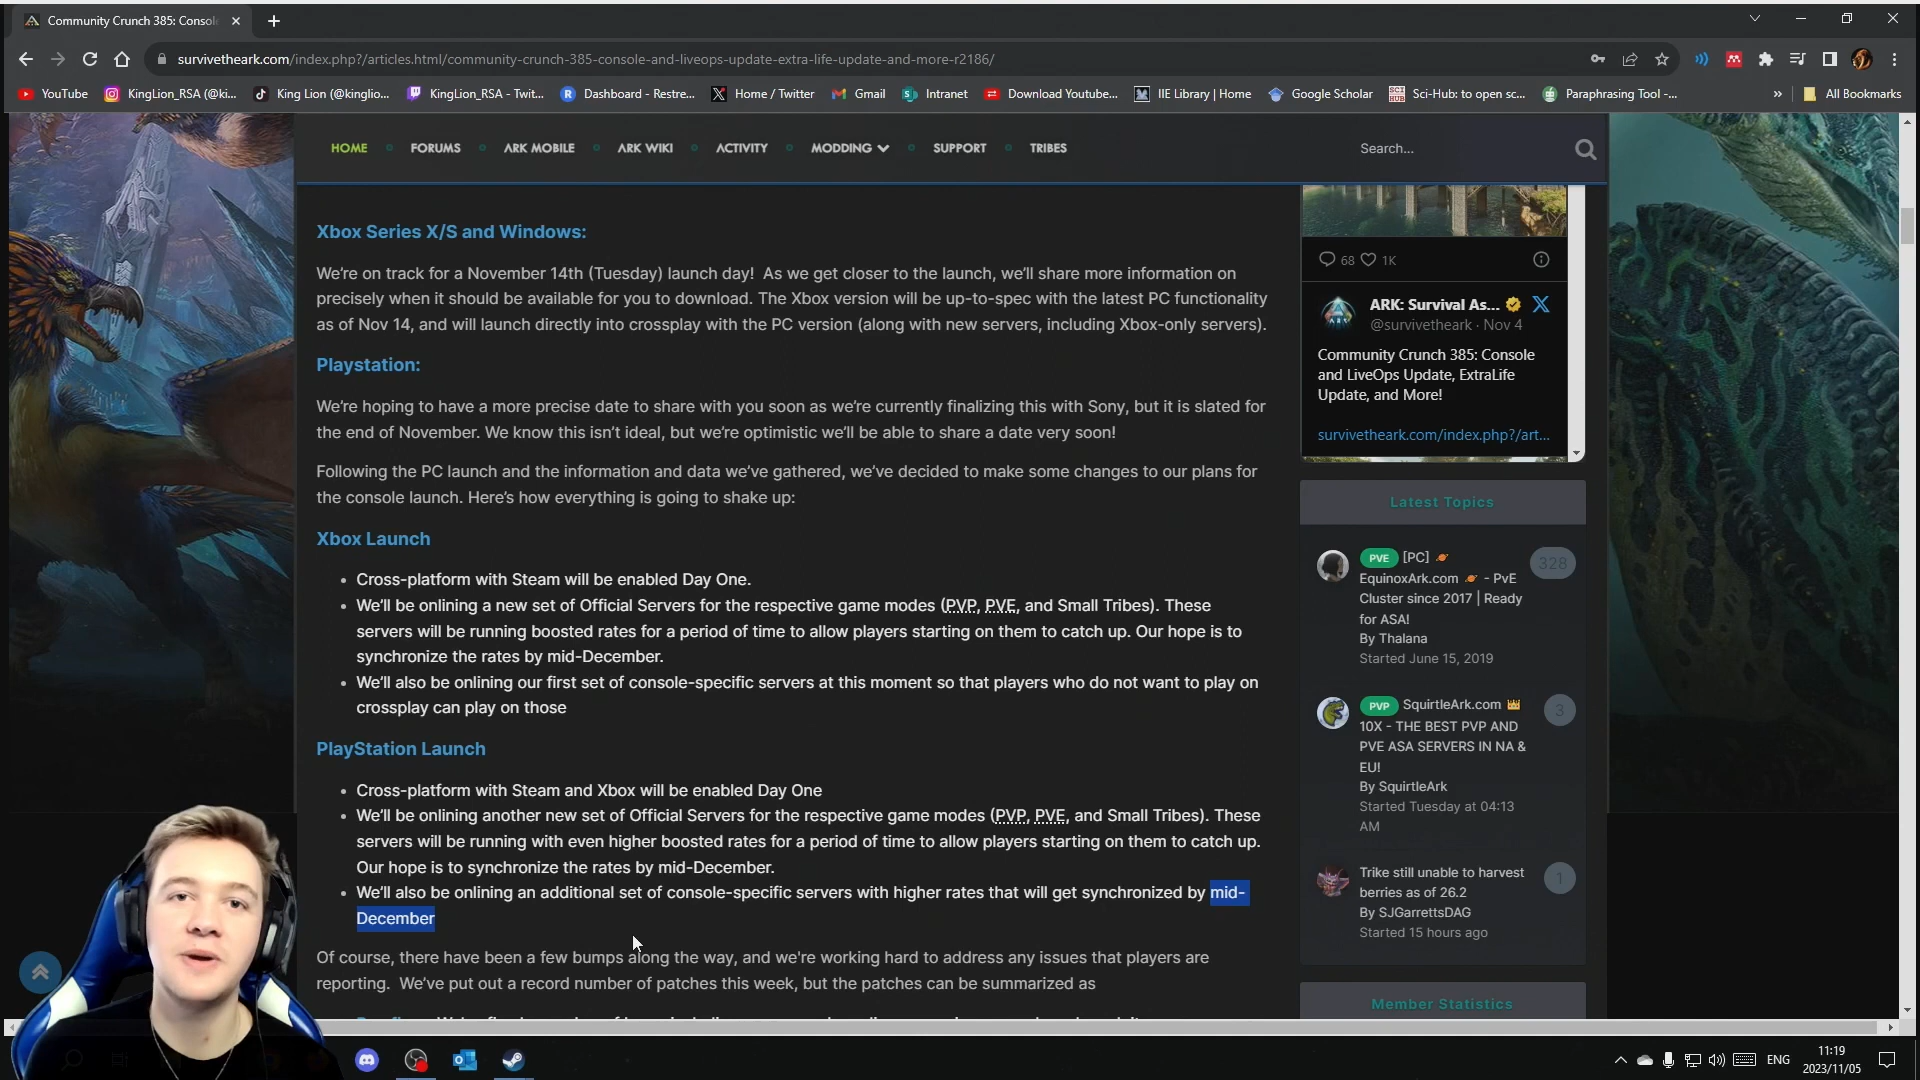 Community Crunch 385: Consol
survivetheark.com/index.php?/articles.html/community-crunch-385-console-and-liveops-update-extra-life-update-and-more-r2186/
YouTube
KingLion_RSA (@ki...
King Lion (@kinglio...
KingLion_RSA - Twit...
Dashboard - Restre...
Home / Twitter
Gmail
Intranet
Download Youtube...
IIE Library | Home
Google Scholar
SCI HUB
Sci-Hub: to open sc...
Paraphrasing Tool -...
»
All Bookmarks
HOME
FORUMS
ARK MOBILE
ARK WIKI
ACTIVITY
MODDING
SUPPORT
TRIBES
Search...
Xbox Series X/S and Windows:
We're on track for a November 14th (Tuesday) launch day!  As we get closer to the launch, we'll share more information on
precisely when it should be available for you to download. The Xbox version will be up-to-spec with the latest PC functionality
as of Nov 14, and will launch directly into crossplay with the PC version (along with new servers, including Xbox-only servers).
Playstation:
We're hoping to have a more precise date to share with you soon as we're currently finalizing this with Sony, but it is slated for
the end of November. We know this isn't ideal, but we're optimistic we'll be able to share a date very soon!
Following the PC launch and the information and data we've gathered, we've decided to make some changes to our plans for
the console launch. Here's how everything is going to shake up:
Xbox Launch
• Cross-platform with Steam will be enabled Day One.
• We'll be onlining a new set of Official Servers for the respective game modes (PVP, PVE, and Small Tribes). These
servers will be running boosted rates for a period of time to allow players starting on them to catch up. Our hope is to
synchronize the rates by mid-December.
• We'll also be onlining our first set of console-specific servers at this moment so that players who do not want to play on
crossplay can play on those
PlayStation Launch
• Cross-platform with Steam and Xbox will be enabled Day One
• We'll be onlining another new set of Official Servers for the respective game modes (PVP, PVE, and Small Tribes). These
servers will be running with even higher boosted rates for a period of time to allow players starting on them to catch up.
Our hope is to synchronize the rates by mid-December.
• We'll also be onlining an additional set of console-specific servers with higher rates that will get synchronized by mid-
December
Of course, there have been a few bumps along the way, and we're working hard to address any issues that players are
reporting.  We've put out a record number of patches this week, but the patches can be summarized as
68
1K
ARK: Survival As...
@survivetheark · Nov 4
Community Crunch 385: Console
and LiveOps Update, ExtraLife
Update, and More!
survivetheark.com/index.php?/art...
Latest Topics
PVE [PC]
EquinoxArk.com - PvE
Cluster since 2017 | Ready
for ASA!
By Thalana
Started June 15, 2019
328
PVP SquirtleArk.com
10X - THE BEST PVP AND
PVE ASA SERVERS IN NA &
EU!
By SquirtleArk
Started Tuesday at 04:13
AM
3
Trike still unable to harvest
berries as of 26.2
By SJGarrettsDAG
Started 15 hours ago
1
Member Statistics
ENG
11:19
2023/11/05